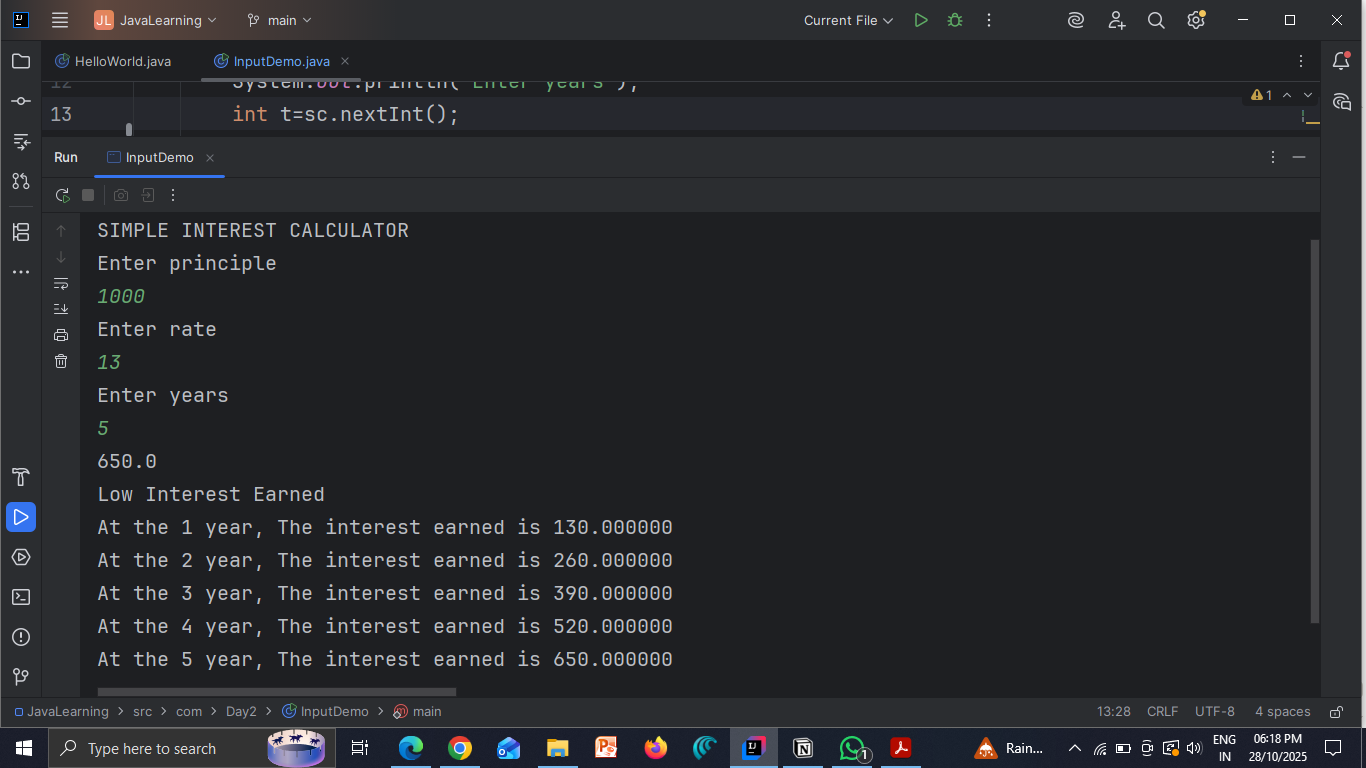 JL JavaLearning main Current File
HelloWorld.java InputDemo.java
12 System.out.println("Enter years");
13 int t=sc.nextInt();
1
Run InputDemo
SIMPLE INTEREST CALCULATOR
Enter principle
1000
Enter rate
13
Enter years
5
650.0
Low Interest Earned
At the 1 year, The interest earned is 130.000000
At the 2 year, The interest earned is 260.000000
At the 3 year, The interest earned is 390.000000
At the 4 year, The interest earned is 520.000000
At the 5 year, The interest earned is 650.000000
JavaLearning > src > com > Day2 > InputDemo > main 13:28 CRLF UTF-8 4 spaces
Type here to search 1 Rain... ENG 06:18 PM
IN 28/10/2025